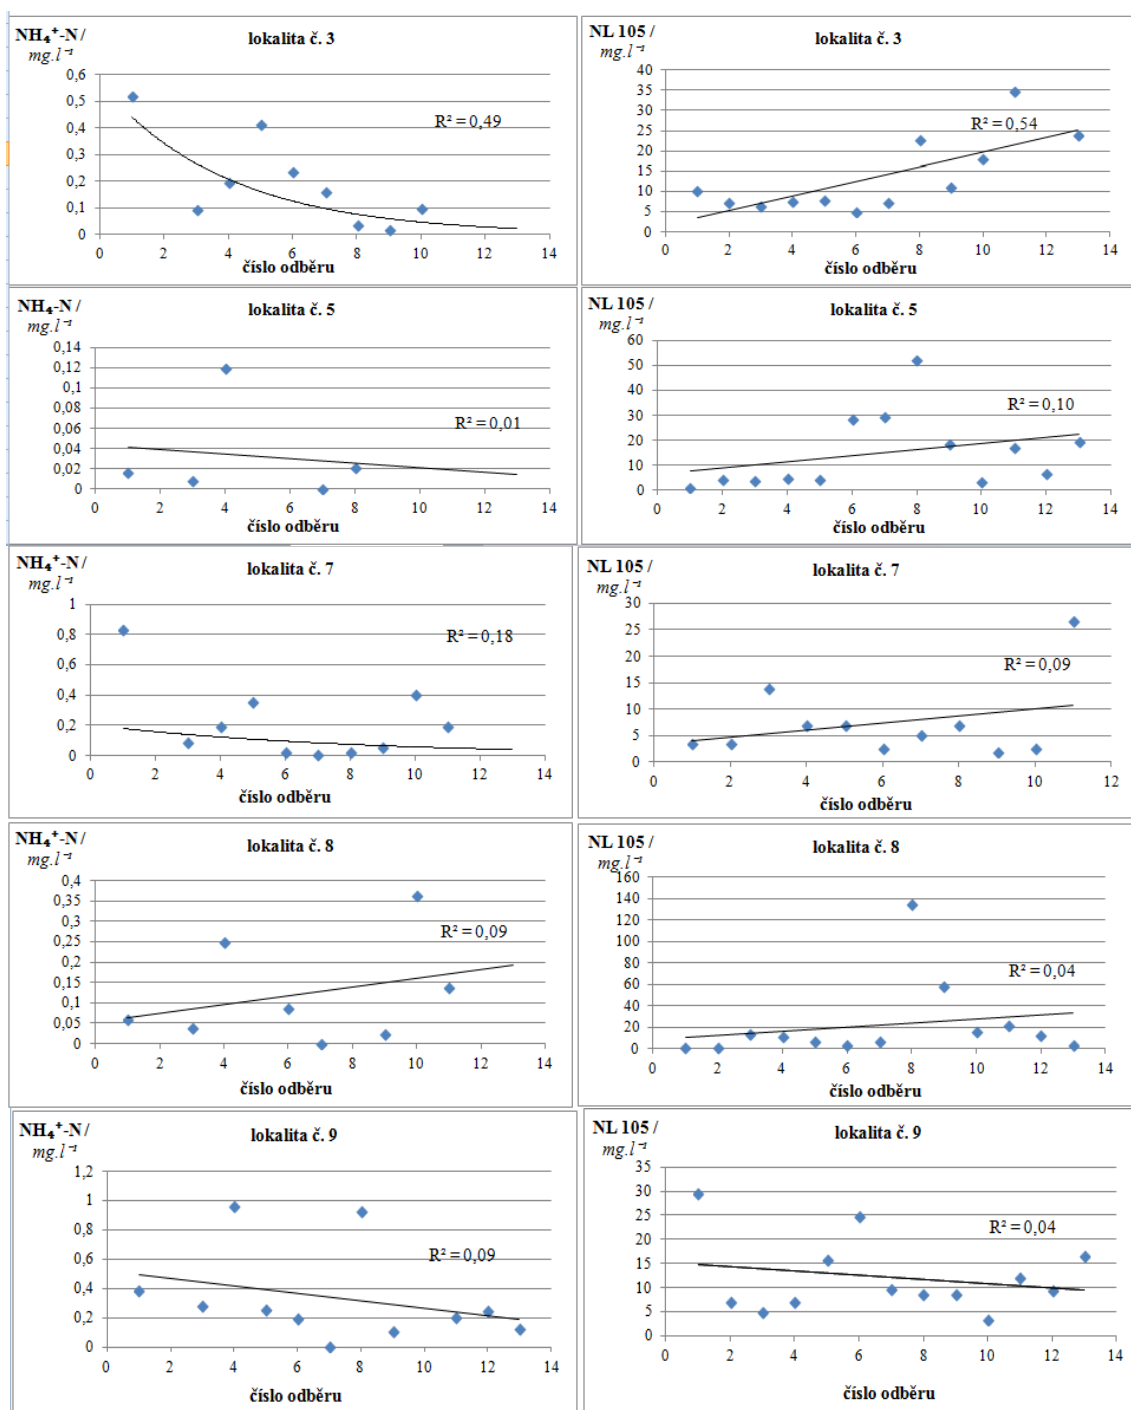 NH₄⁺-N /
mg.l⁻¹
lokalita č. 3
0,6
0,5
0,4
0,3
0,2
0,1
0
R² = 0,49
0 2 4 6 8 10 12 14
číslo odběru
NL 105 /
mg.l⁻¹
lokalita č. 3
40
35
30
25
20
15
10
5
0
R² = 0,54
0 2 4 6 8 10 12 14
číslo odběru
NH₄-N /
mg.l⁻¹
lokalita č. 5
0,14
0,12
0,1
0,08
0,06
0,04
0,02
0
R² = 0,01
0 2 4 6 8 10 12 14
číslo odběru
NL 105 /
mg.l⁻¹
lokalita č. 5
60
50
40
30
20
10
0
R² = 0,10
0 2 4 6 8 10 12 14
číslo odběru
NH₄⁺-N /
mg.l⁻¹
lokalita č. 7
1
0,8
0,6
0,4
0,2
0
R² = 0,18
0 2 4 6 8 10 12 14
číslo odběru
NL 105 /
mg.l⁻¹
lokalita č. 7
30
25
20
15
10
5
0
R² = 0,09
0 2 4 6 8 10 12
číslo odběru
NH₄⁺-N /
mg.l⁻¹
lokalita č. 8
0,4
0,35
0,3
0,25
0,2
0,15
0,1
0,05
0
R² = 0,09
0 2 4 6 8 10 12 14
číslo odběru
NL 105 /
mg.l⁻¹
lokalita č. 8
160
140
120
100
80
60
40
20
0
R² = 0,04
0 2 4 6 8 10 12 14
číslo odběru
NH₄⁺-N /
mg.l⁻¹
lokalita č. 9
1,2
1
0,8
0,6
0,4
0,2
0
R² = 0,09
0 2 4 6 8 10 12 14
číslo odběru
NL 105 /
mg.l⁻¹
lokalita č. 9
35
30
25
20
15
10
5
0
R² = 0,04
0 2 4 6 8 10 12 14
číslo odběru